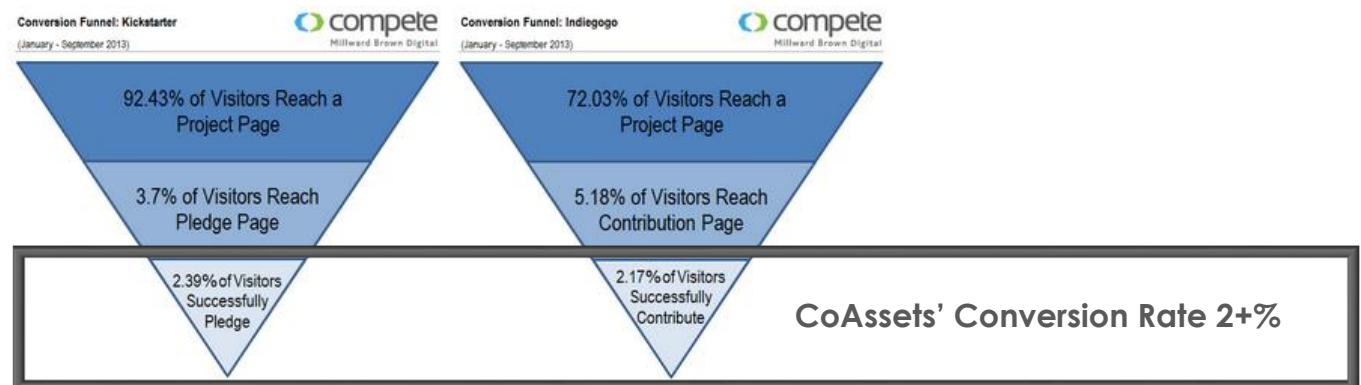 Conversion Funnel: Kickstarter
(January - September 2013)
compete
Millward Brown Digital
92.43% of Visitors Reach a
Project Page
3.7% of Visitors Reach
Pledge Page
2.39% of Visitors
Successfully
Pledge
Conversion Funnel: Indiegogo
(January - September 2013)
compete
Millward Brown Digital
72.03% of Visitors Reach a
Project Page
5.18% of Visitors Reach
Contribution Page
2.17% of Visitors
Successfully
Contribute
CoAssets’ Conversion Rate 2+%